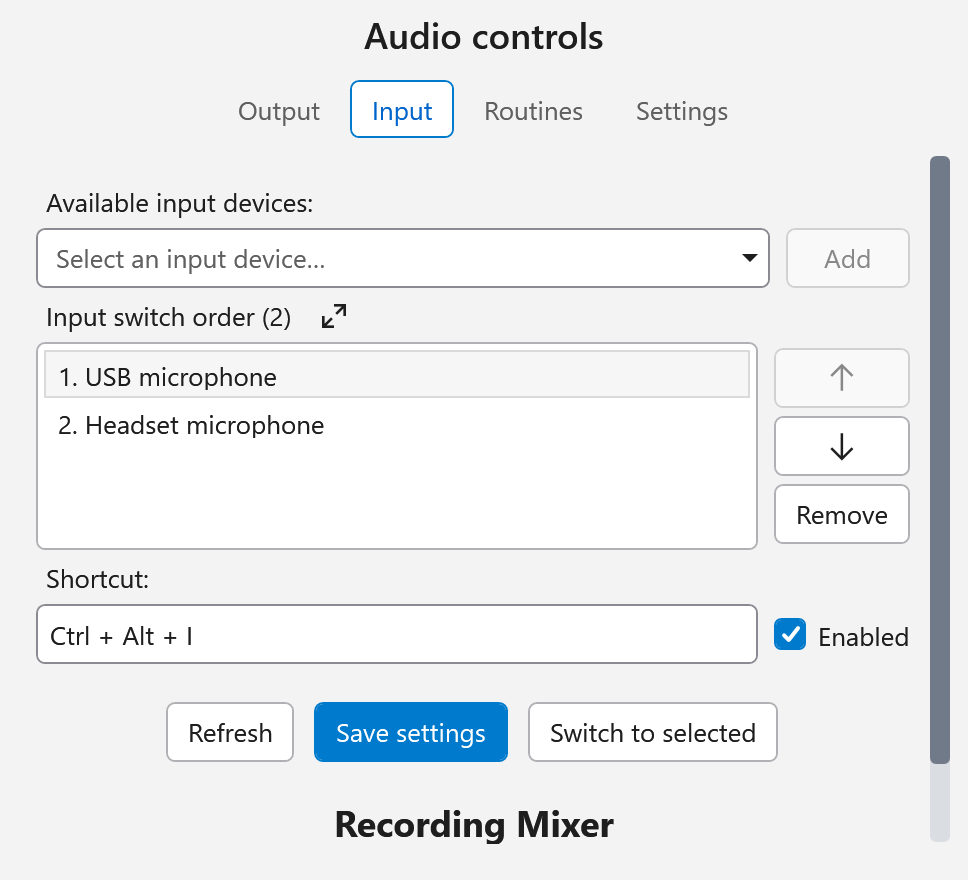 Audio controls
Output Input Routines Settings
Available input devices:
Select an input device... Add
Input switch order (2)
1. USB microphone
2. Headset microphone
Remove
Shortcut:
Ctrl + Alt + I Enabled
Refresh Save settings Switch to selected
Recording Mixer